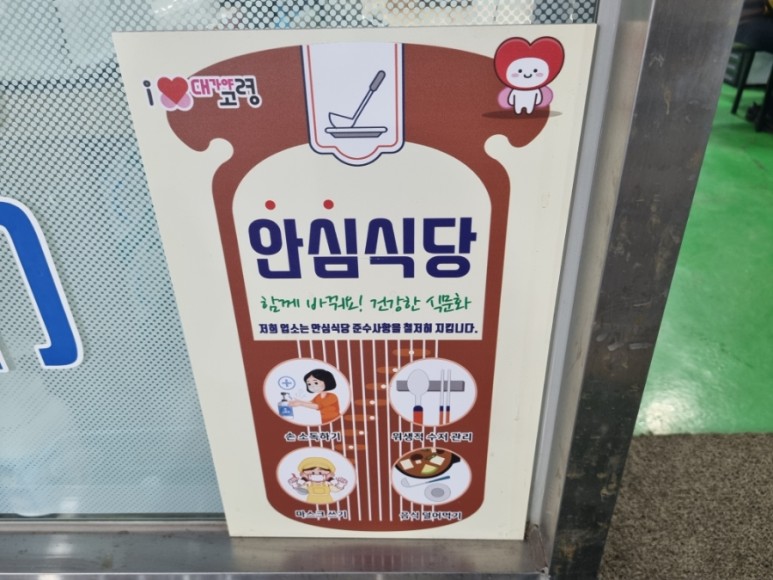 i 대가야 고령
안심식당
함께 바꿔요! 건강한 식문화
저희 업소는 안심식당 준수사항을 철저히 지킵니다.
손 소독하기
위생적 수저 관리
마스크 쓰기
음식 덜어먹기